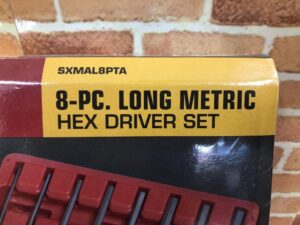 SXMAL8PTA
8-PC. LONG METRIC
HEX DRIVER SET